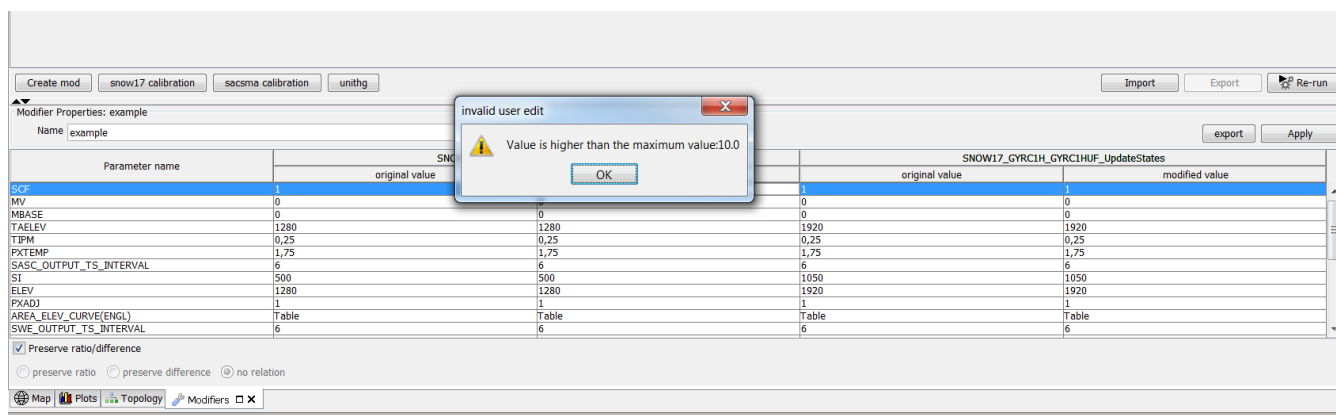 Create mod snow17 calibration sacsma calibration unithg Import Export Re-run
Modifier Properties: example
invalid user edit
Name example export Apply
Value is higher than the maximum value:10.0
OK
Parameter name SNO SNOW17_GYRC1H_GYRC1HUF_UpdateStates
original value original value modified value
SCF 1 1 1
MV 0 0 0 0
MBASE 0 0 0 0
TAELEV 1280 1280 1920 1920
TIPM 0,25 0,25 0,25 0,25
PXTEMP 1,75 1,75 1,75 1,75
SASC_OUTPUT_TS_INTERVAL 6 6 6 6
SI 500 500 1050 1050
ELEV 1280 1280 1920 1920
PXADJ 1 1 1 1
AREA_ELEV_CURVE(ENGL) Table Table Table Table
SWE_OUTPUT_TS_INTERVAL 6 6 6 6
Preserve ratio/difference
preserve ratio preserve difference no relation
Map Plots Topology Modifiers